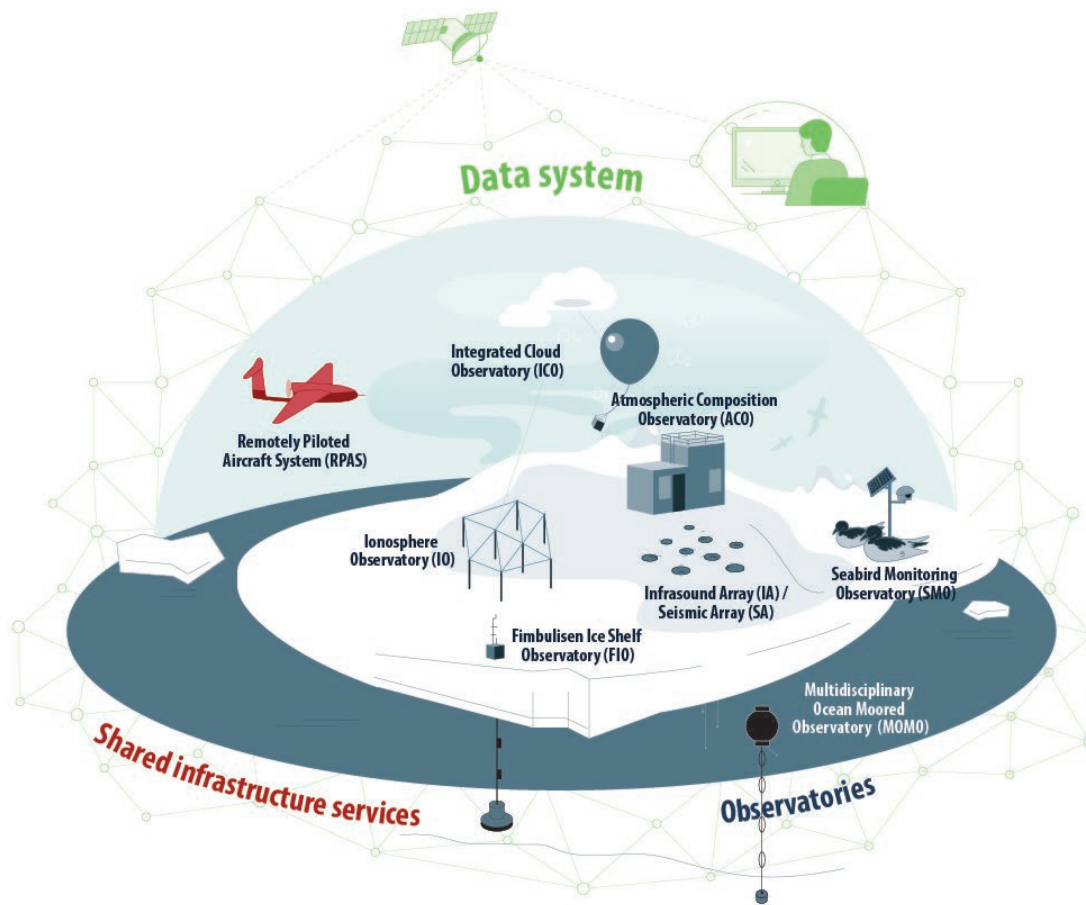 Data system
Integrated Cloud
Observatory (ICO)
Atmospheric Composition
Observatory (ACO)
Remotely Piloted
Aircraft System (RPAS)
Ionosphere
Observatory (IO)
Infrasound Array (IA) /
Seismic Array (SA)
Seabird Monitoring
Observatory (SMO)
Fimbulisen Ice Shelf
Observatory (FIO)
Multidisciplinary
Ocean Moored
Observatory (MOMO)
Shared infrastructure services
Observatories